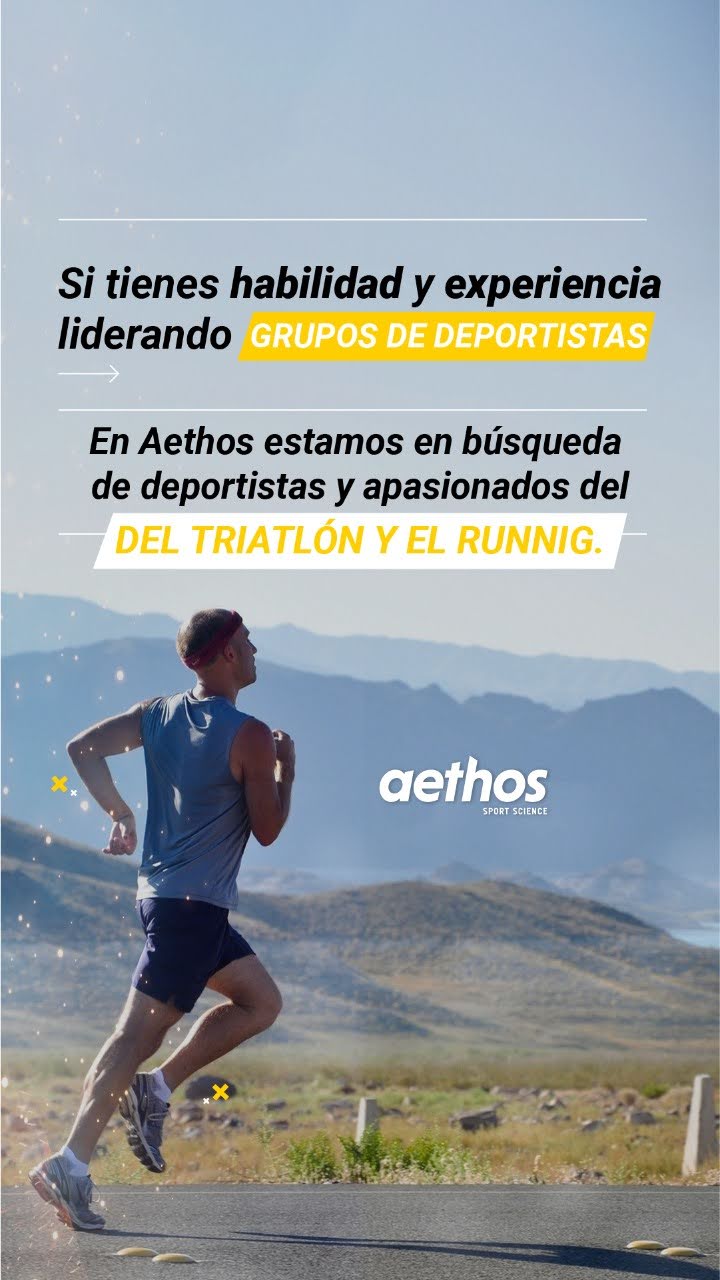 Si tienes habilidad y experiencia
liderando GRUPOS DE DEPORTISTAS
En Aethos estamos en búsqueda
de deportistas y apasionados del
DEL TRIATLÓN Y EL RUNNIG.
aethos
SPORT SCIENCE